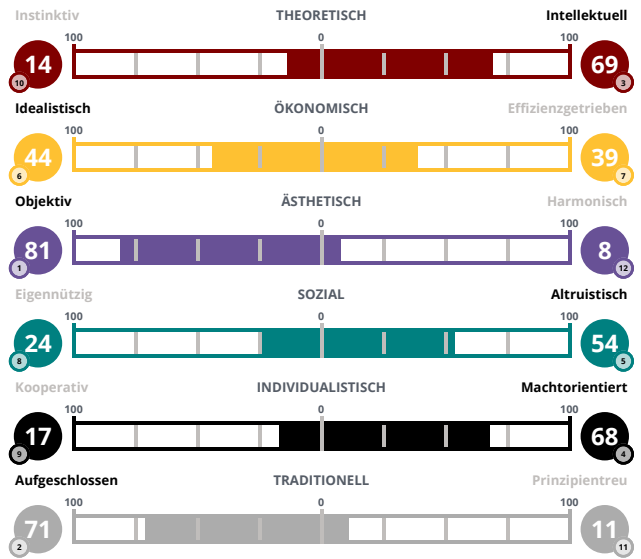 Instinktiv THEORETISCH Intellektuell
100 0 100
14 69
10 3
Idealistisch ÖKONOMISCH Effizienzgetrieben
100 0 100
44 39
6 7
Objektiv ÄSTHETISCH Harmonisch
100 0 100
81 8
1 12
Eigennützig SOZIAL Altruistisch
100 0 100
24 54
8 5
Kooperativ INDIVIDUALISTISCH Machtorientiert
100 0 100
17 68
9 4
Aufgeschlossen TRADITIONELL Prinzipientreu
100 0 100
71 11
2 11